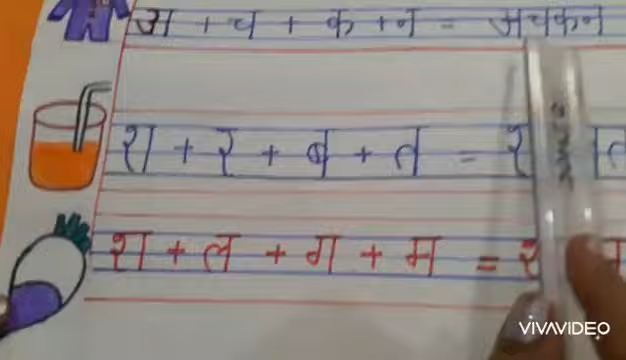 अ + च + क + न = अचकन
श + र + ब + त =
श + ल + ग + म =
VIVAVIDEO